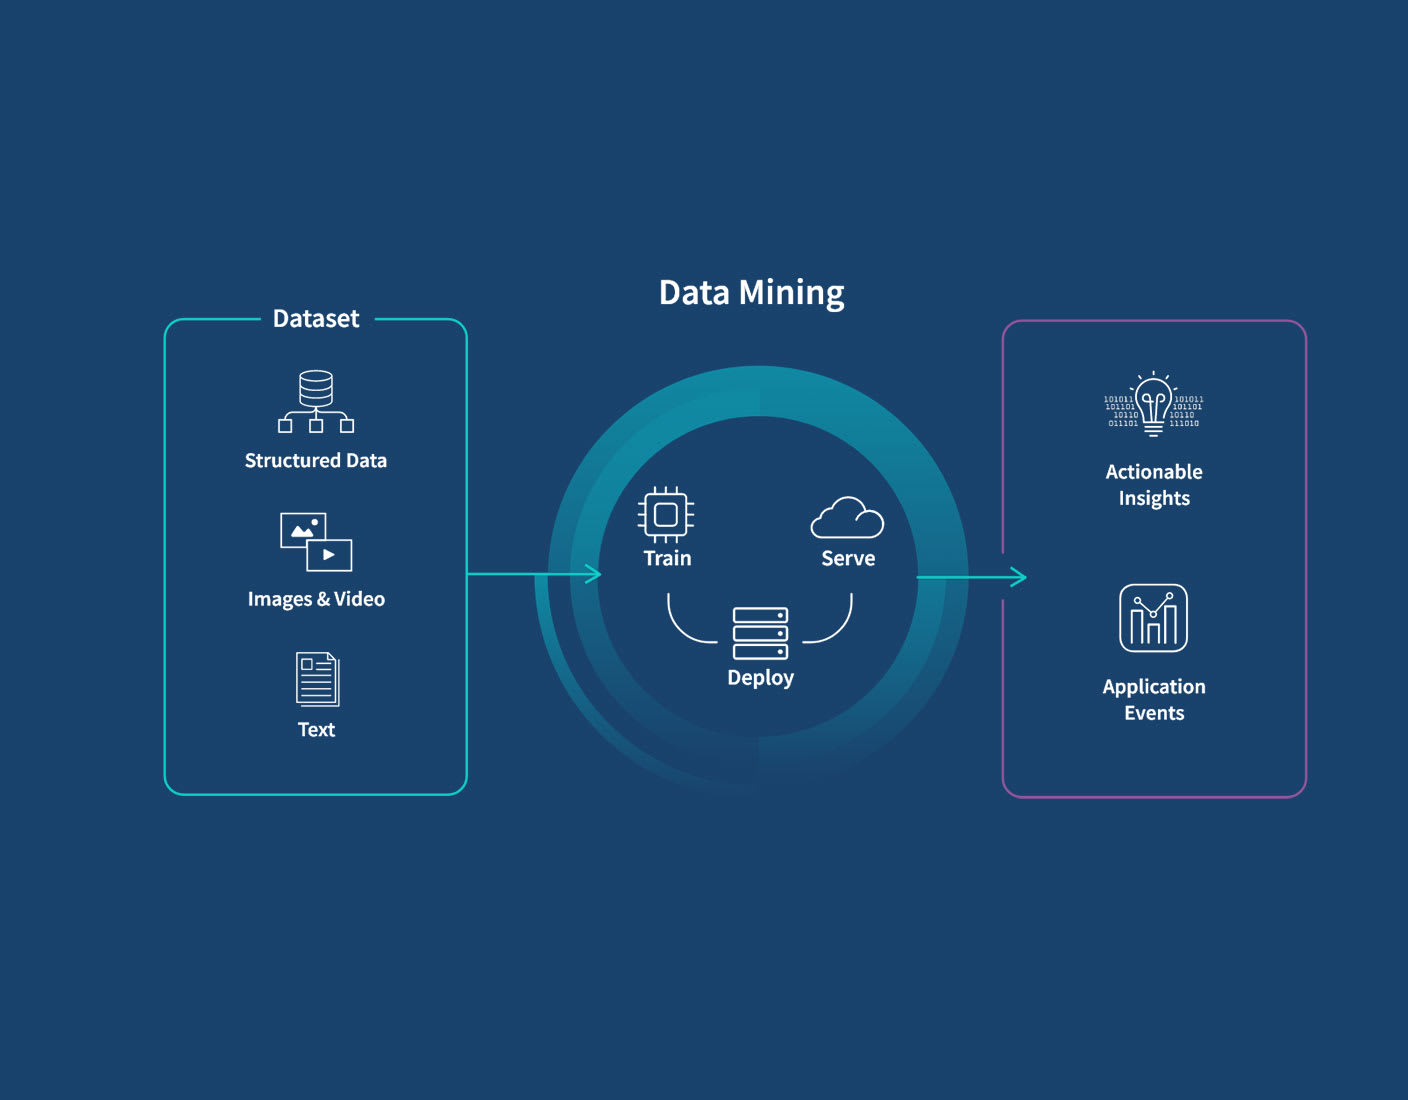 Data Mining
Dataset
Structured Data
Images & Video
Text
Train
Serve
Deploy
101011
101101
10110
011101
101011
101101
10110
111010
Actionable
Insights
Application
Events